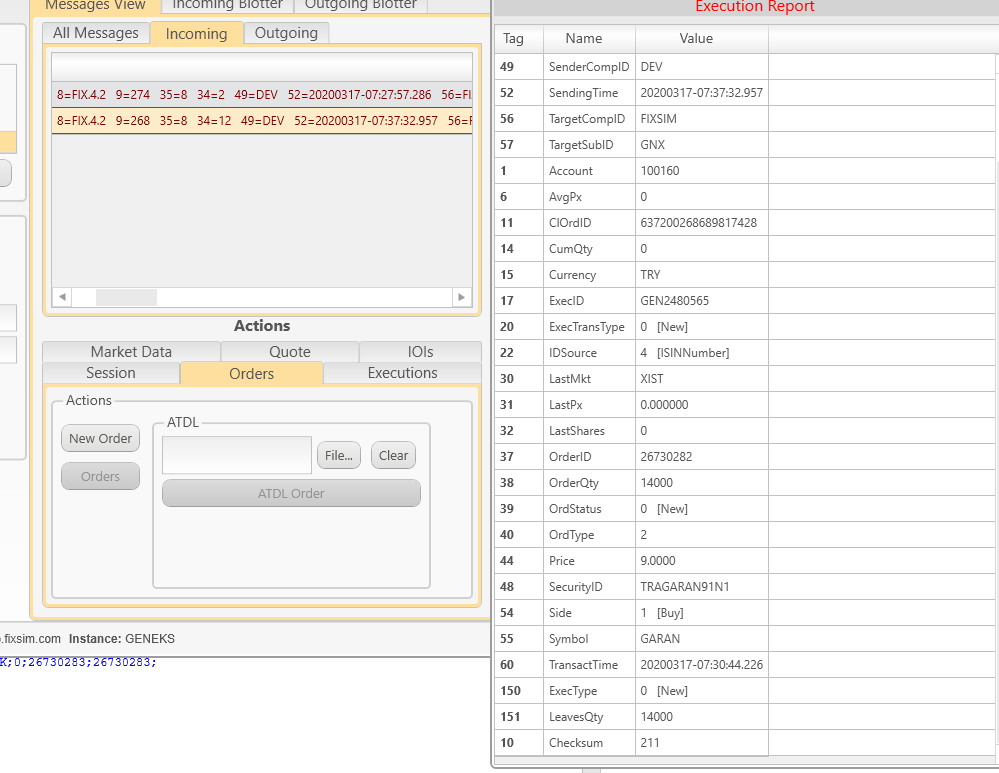 Messages View Incoming Blotter Outgoing Blotter
All Messages Incoming Outgoing
8=FIX.4.2 9=274 35=8 34=2 49=DEV 52=20200317-07:27:57.286 56=FI
8=FIX.4.2 9=268 35=8 34=12 49=DEV 52=20200317-07:37:32.957 56=F
Actions
Market Data Quote IOIs
Session Orders Executions
Actions
New Order
Orders
ATDL
File... Clear
ATDL Order
.fixsim.com Instance: GENEKS
K;0;26730283;26730283;
Execution Report
Tag Name Value
49 SenderCompID DEV
52 SendingTime 20200317-07:37:32.957
56 TargetCompID FIXSIM
57 TargetSubID GNX
1 Account 100160
6 AvgPx 0
11 ClOrdID 637200268689817428
14 CumQty 0
15 Currency TRY
17 ExecID GEN2480565
20 ExecTransType 0 [New]
22 IDSource 4 [ISINNumber]
30 LastMkt XIST
31 LastPx 0.000000
32 LastShares 0
37 OrderID 26730282
38 OrderQty 14000
39 OrdStatus 0 [New]
40 OrdType 2
44 Price 9.0000
48 SecurityID TRAGARAN91N1
54 Side 1 [Buy]
55 Symbol GARAN
60 TransactTime 20200317-07:30:44.226
150 ExecType 0 [New]
151 LeavesQty 14000
10 Checksum 211